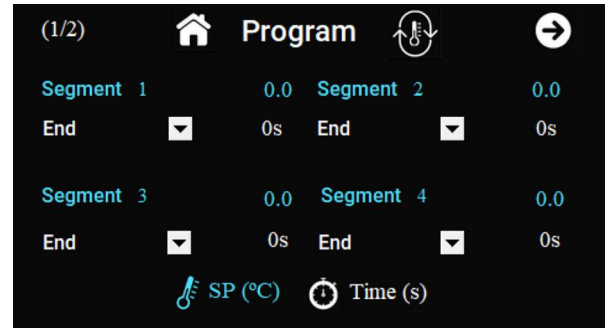 (1/2) Program
Segment 1 0.0 Segment 2 0.0
End 0s End 0s
Segment 3 0.0 Segment 4 0.0
End 0s End 0s
SP (ºC) Time (s)